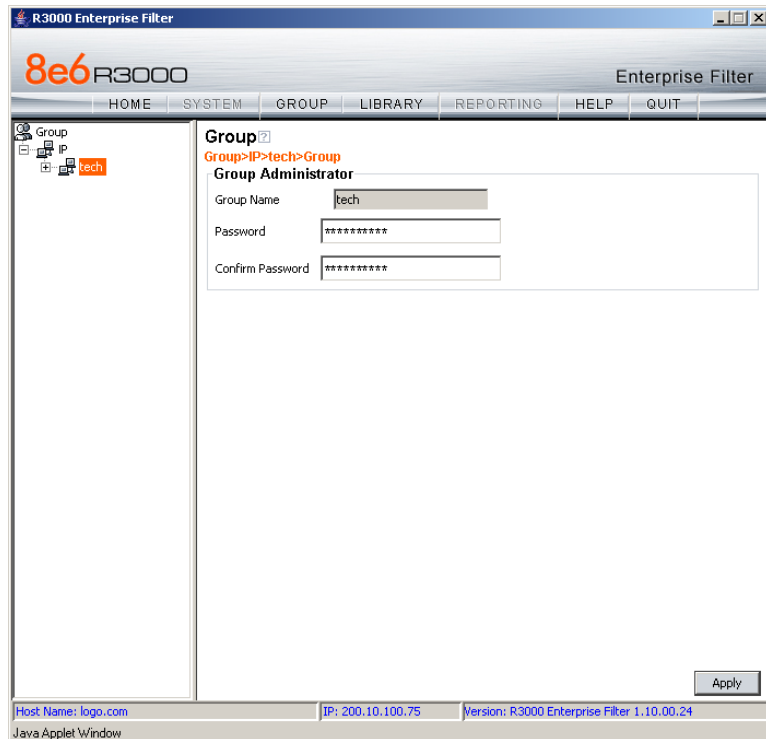 R3000 Enterprise Filter
8e6 R3000
Enterprise Filter
HOME SYSTEM GROUP LIBRARY REPORTING HELP QUIT
Group
IP
tech
Group?
Group>IP>tech>Group
Group Administrator
Group Name tech
Password **********
Confirm Password **********
Apply
Host Name: logo.com IP: 200.10.100.75 Version: R3000 Enterprise Filter 1.10.00.24
Java Applet Window